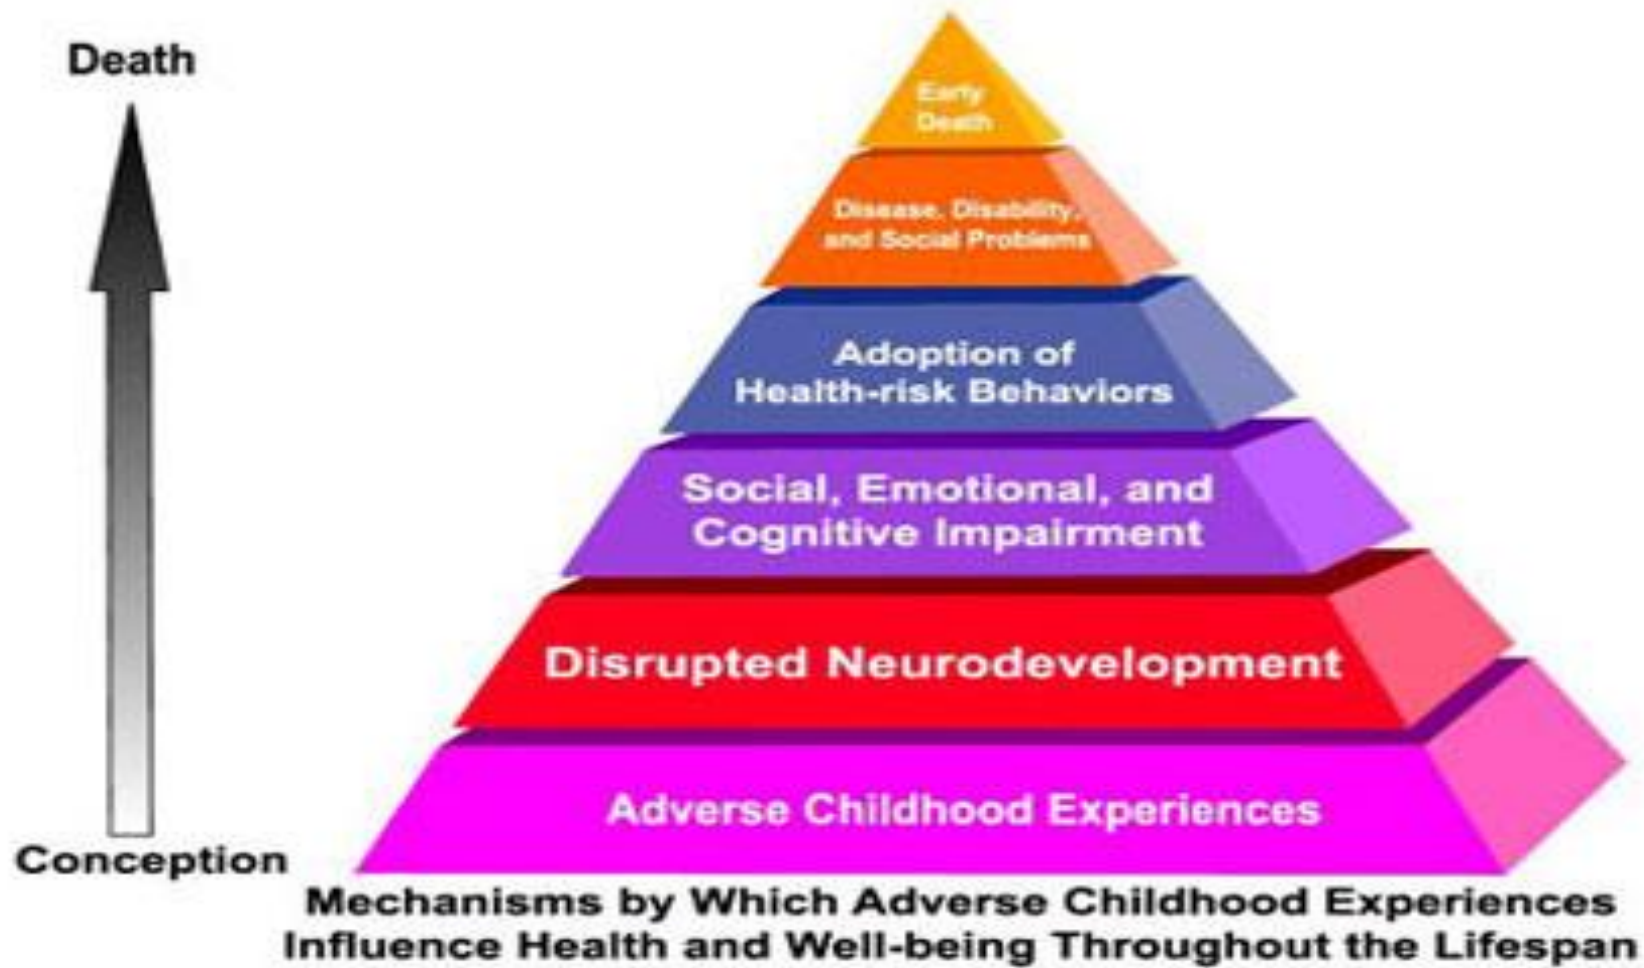 Death
Early
Death
Disease, Disability,
and Social Problems
Adoption of
Health-risk Behaviors
Social, Emotional, and
Cognitive Impairment
Disrupted Neurodevelopment
Adverse Childhood Experiences
Conception
Mechanisms by Which Adverse Childhood Experiences
Influence Health and Well-being Throughout the Lifespan